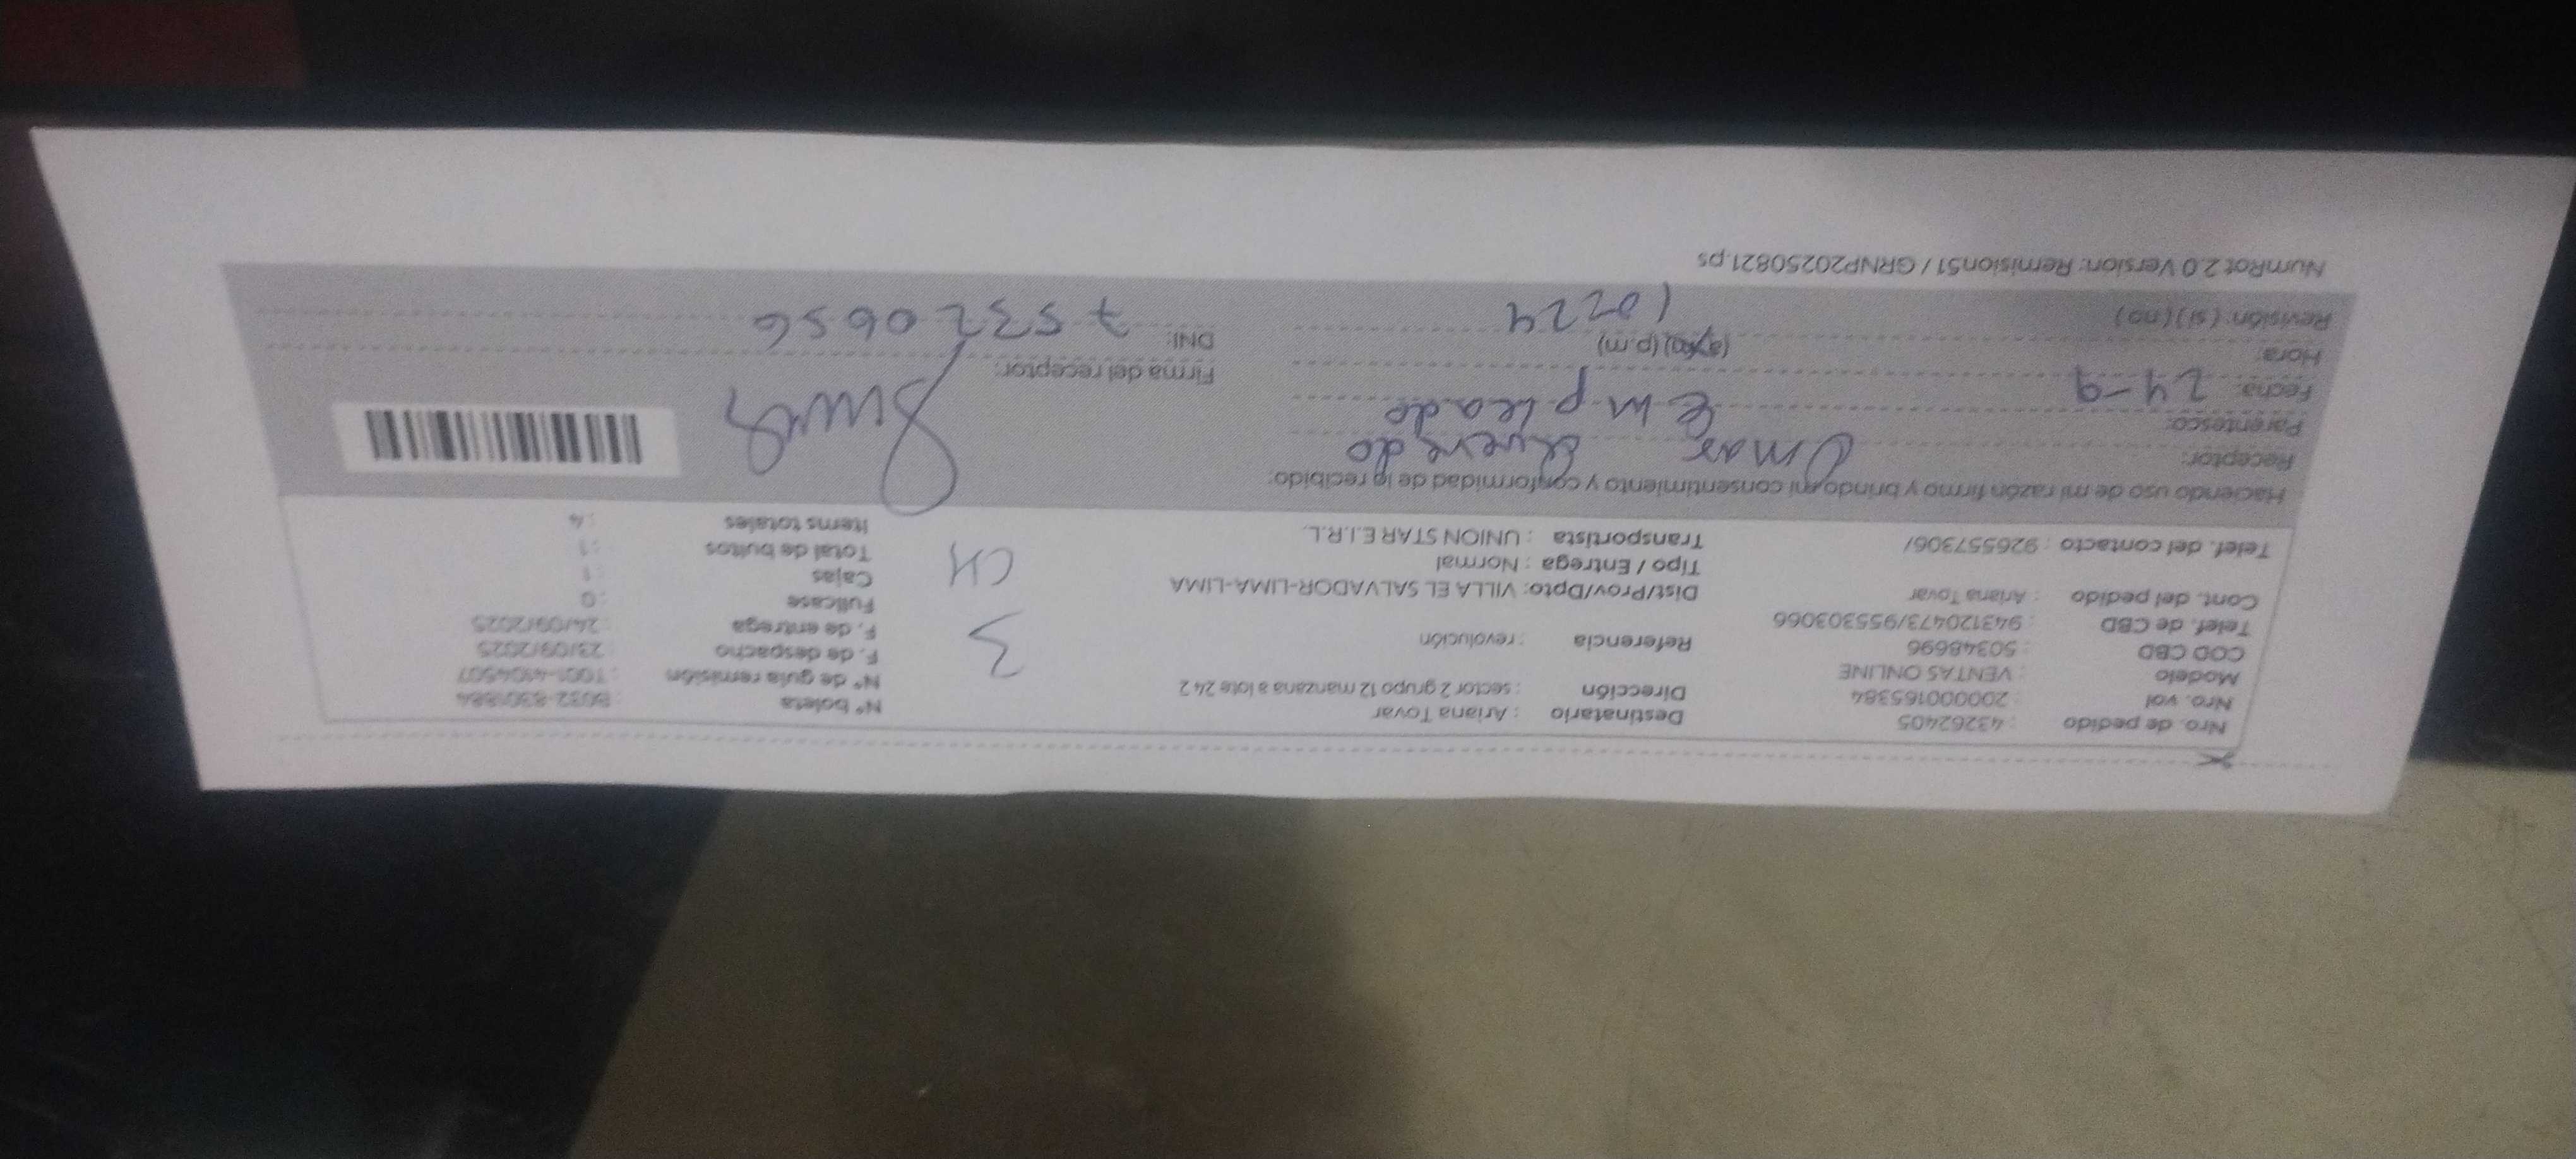 Nro. de pedido : 43262405
Nro. vol : 200000165384
Modelo : VENTAS ONLINE
COD CBD : 50348696
Telef. de CBD : 943120473/955303066
Cont. del pedido : Ariana Tovar
Telef. del contacto : 926557306/
Destinatario : Ariana Tovar
Dirección : sector 2 grupo 12 manzana a lote 24 2
Referencia : revolución
Dist/Prov/Dpto: VILLA EL SALVADOR-LIMA-LIMA
Tipo / Entrega : Normal
Transportista : UNION STAR E.I.R.L.
3
CH
N° boleta : B032-8301884
N° de guía remisión : T001-4104507
F. de despacho : 23/09/2025
F. de entrega : 24/09/2025
Fullcase : 0
Cajas : 1
Total de bultos : 1
Items totales : 4
Haciendo uso de mi razón firmo y brindo mi consentimiento y conformidad de lo recibido:
Receptor: Omar
Parentesco: Empleado
Fecha: 24-9
Hora: (a.m) (p.m)
Revisión: (si) (no) 10:24
Firma del receptor:
DNI: 75320656
NumRot 2.0 Version: Remision51 / GRNP20250821.ps